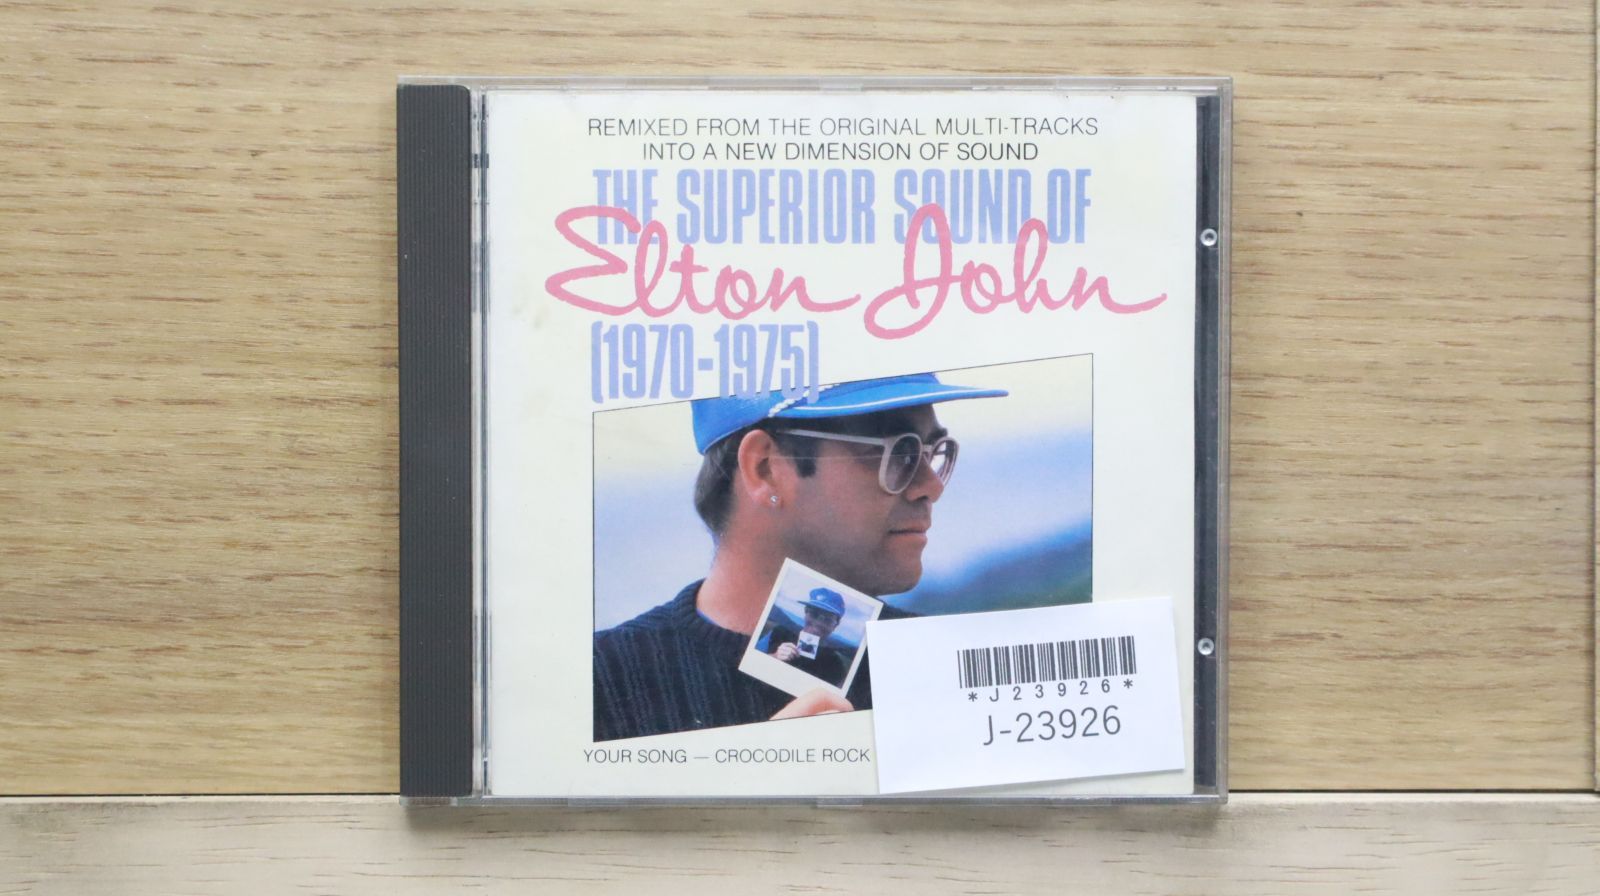 REMIXED FROM THE ORIGINAL MULTI-TRACKS
INTO A NEW DIMENSION OF SOUND
THE SUPERIOR SOUND OF
Elton John
(1970-1975)
*J23926*
J-23926
YOUR SONG — CROCODILE ROCK